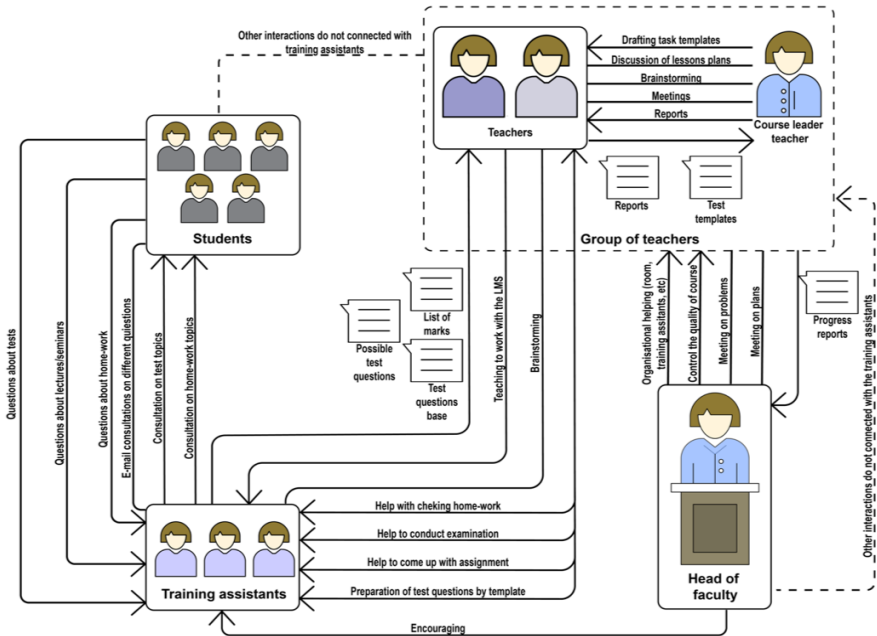 Other interactions do not connected with
training assistants
Drafting task templates
Discussion of lessons plans
Brainstorming
Meetings
Reports
Teachers
Course leader
teacher
Reports
Test
templates
Group of teachers
Students
List of
marks
Possible
test
questions
Test
questions
base
Teaching to work with the LMS
Brainstorming
Questions about tests
Questions about lectures/seminars
Questions about home-work
E-mail consultations on different quiestions
Consultation on test topics
Consultation on home-work topics
Organisational helping (room,
training assitants, etc)
Control the quality of course
Meeting on problems
Meeting on plans
Progress
reports
Other interactions do not connected with the training assistants
Help with cheking home-work
Help to conduct examination
Help to come up with assignment
Preparation of test questions by template
Training assistants
Head of
faculty
Encouraging